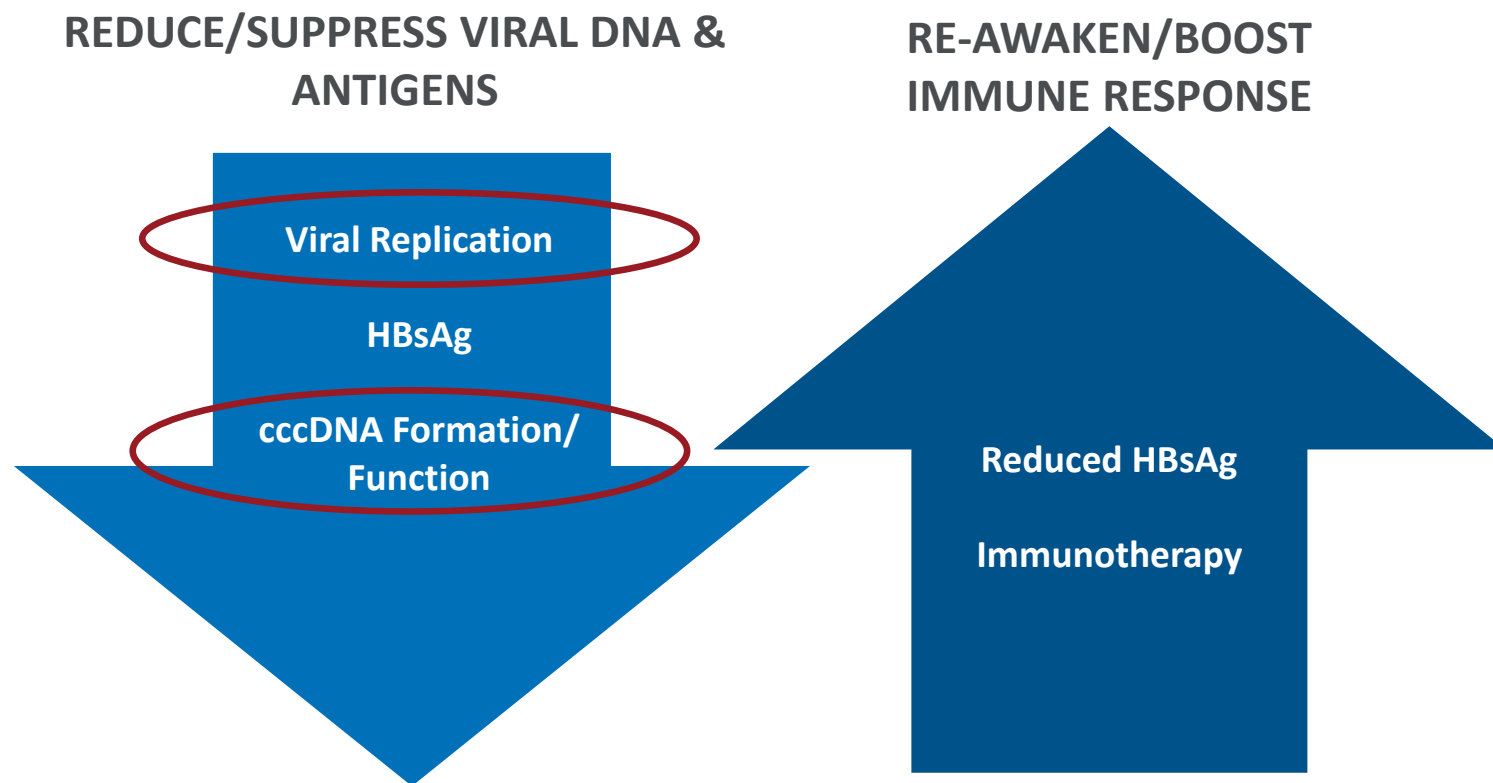 REDUCE/SUPPRESS VIRAL DNA &
ANTIGENS
Viral Replication
HBsAg
cccDNA Formation/
Function
RE-AWAKEN/BOOST
IMMUNE RESPONSE
Reduced HBsAg
Immunotherapy